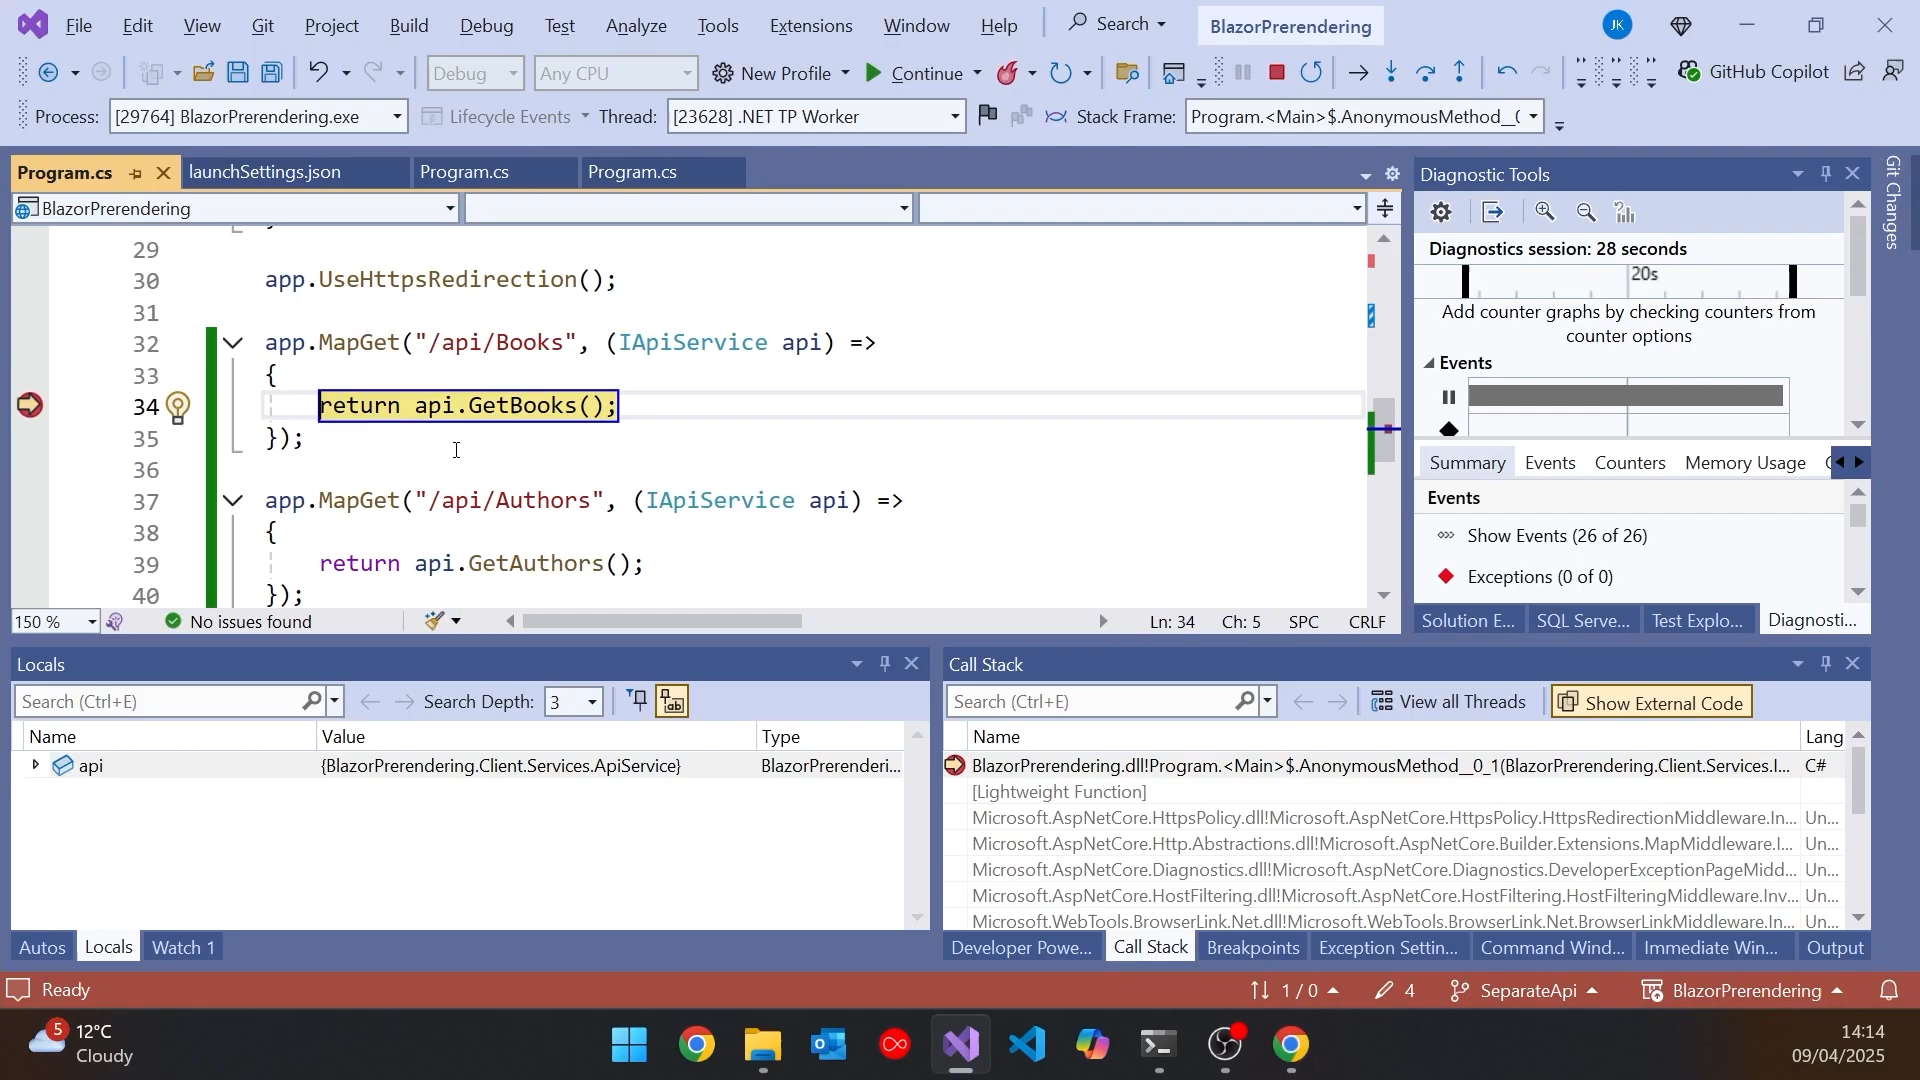 File Edit View Git Project Build Debug Test Analyze Tools Extensions Window Help Search BlazorPrerendering JK
Debug Any CPU New Profile Continue GitHub Copilot
Process: [29764] BlazorPrerendering.exe Lifecycle Events Thread: [23628] .NET TP Worker Stack Frame: Program.<Main>$.AnonymousMethod__0
Program.cs launchSettings.json Program.cs Program.cs
BlazorPrerendering
29
30 app.UseHttpsRedirection();
31
32 app.MapGet("/api/Books", (IApiService api) =>
33 {
34 return api.GetBooks();
35 });
36
37 app.MapGet("/api/Authors", (IApiService api) =>
38 {
39 return api.GetAuthors();
40 });
150 % No issues found Ln: 34 Ch: 5 SPC CRLF
Diagnostic Tools
Diagnostics session: 28 seconds
20s
Add counter graphs by checking counters from
counter options
Events
Summary Events Counters Memory Usage
Events
Show Events (26 of 26)
Exceptions (0 of 0)
Solution E... SQL Serve... Test Explo... Diagnosti...
Git Changes
Locals
Search (Ctrl+E) Search Depth: 3
Name Value Type
api {BlazorPrerendering.Client.Services.ApiService} BlazorPrerenderi...
Autos Locals Watch 1
Call Stack
Search (Ctrl+E) View all Threads Show External Code
Name Lang
BlazorPrerendering.dll!Program.<Main>$.AnonymousMethod__0_1(BlazorPrerendering.Client.Services.I... C#
[Lightweight Function]
Microsoft.AspNetCore.HttpsPolicy.dll!Microsoft.AspNetCore.HttpsPolicy.HttpsRedirectionMiddleware.In... Un...
Microsoft.AspNetCore.Http.Abstractions.dll!Microsoft.AspNetCore.Builder.Extensions.MapMiddleware.I... Un...
Microsoft.AspNetCore.Diagnostics.dll!Microsoft.AspNetCore.Diagnostics.DeveloperExceptionPageMidd... Un...
Microsoft.AspNetCore.HostFiltering.dll!Microsoft.AspNetCore.HostFiltering.HostFilteringMiddleware.Inv... Un...
Microsoft.WebTools.BrowserLink.Net.dll!Microsoft.WebTools.BrowserLink.Net.BrowserLinkMiddleware.In... Un...
Developer Powe... Call Stack Breakpoints Exception Settin... Command Wind... Immediate Win... Output
Ready 1 / 0 4 SeparateApi BlazorPrerendering
5 12°C
Cloudy
14:14
09/04/2025